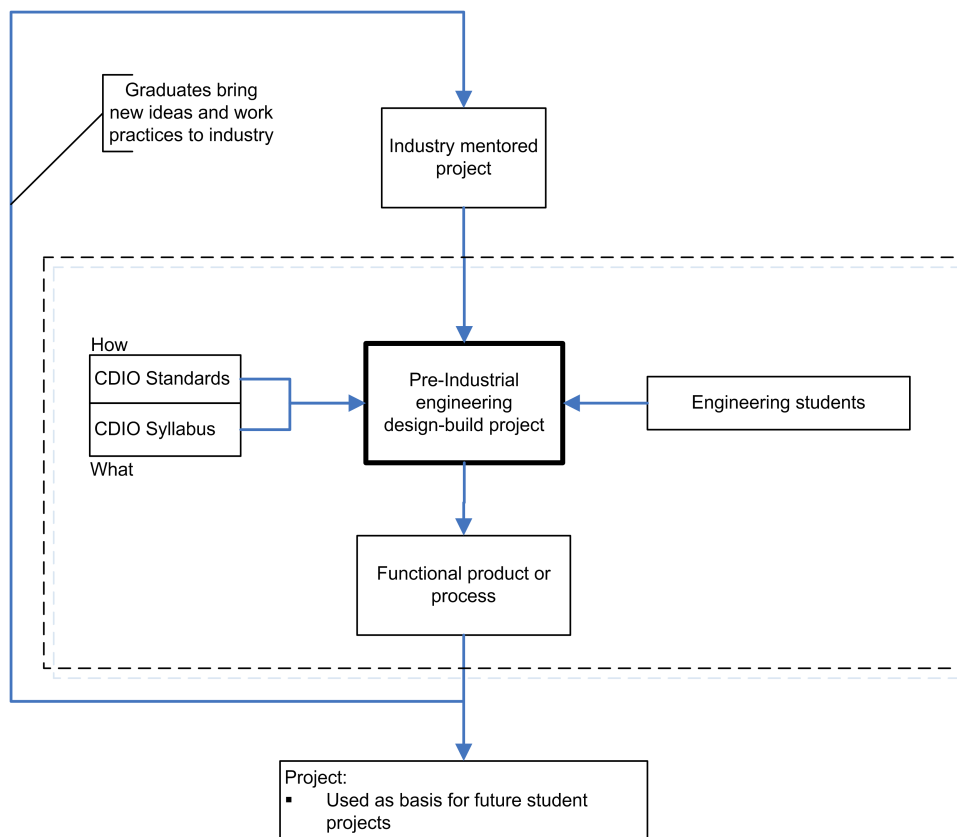 Graduates bring
new ideas and work
practices to industry
Industry mentored
project
How
CDIO Standards
CDIO Syllabus
What
Pre-Industrial
engineering
design-build project
Engineering students
Functional product or
process
Project:
▪ Used as basis for future student
projects